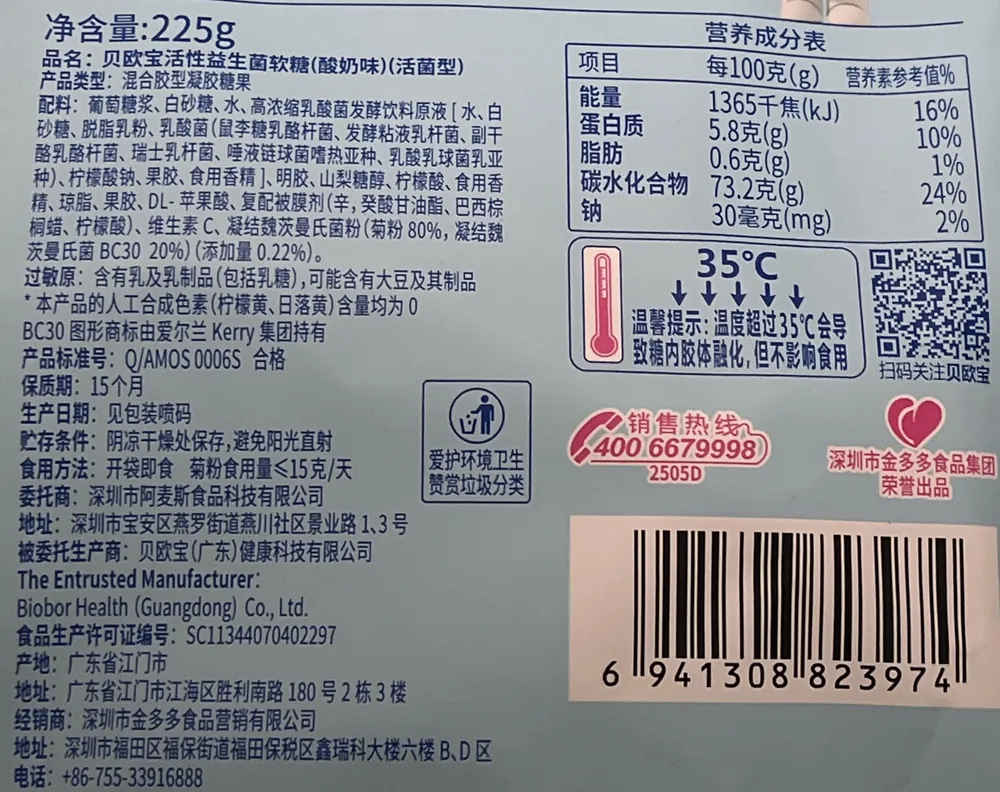 净含量:225g
品名：贝欧宝活性益生菌软糖(酸奶味)(活菌型)
产品类型：混合胶型凝胶糖果
配料：葡萄糖浆、白砂糖、水、高浓缩乳酸菌发酵饮料原液[水、白
砂糖、脱脂乳粉、乳酸菌(鼠李糖乳酪杆菌、发酵粘液乳杆菌、副干
酪乳酪杆菌、瑞士乳杆菌、唾液链球菌嗜热亚种、乳酸乳球菌乳亚
种)、柠檬酸钠、果胶、食用香精]、明胶、山梨糖醇、柠檬酸、食用香
精、琼脂、果胶、DL-苹果酸、复配被膜剂(辛,癸酸甘油酯、巴西棕
榈蜡、柠檬酸)、维生素C、凝结魏茨曼氏菌粉(菊粉80%,凝结魏
茨曼氏菌BC30 20%)(添加量0.22%)。
过敏原：含有乳及乳制品(包括乳糖),可能含有大豆及其制品
*本产品的人工合成色素(柠檬黄、日落黄)含量均为0
BC30图形商标由爱尔兰Kerry集团持有
产品标准号：Q/AMOS 0006S 合格
保质期：15个月
生产日期：见包装喷码
贮存条件：阴凉干燥处保存,避免阳光直射
食用方法：开袋即食 菊粉食用量≤15克/天
委托商：深圳市阿麦斯食品科技有限公司
地址：深圳市宝安区燕罗街道燕川社区景业路1、3号
被委托生产商：贝欧宝(广东)健康科技有限公司
The Entrusted Manufacturer:
Biobor Health (Guangdong) Co., Ltd.
食品生产许可证编号：SC11344070402297
产地：广东省江门市
地址：广东省江门市江海区胜利南路180号2栋3楼
经销商：深圳市金多多食品营销有限公司
地址：深圳市福田区福保街道福田保税区鑫瑞科大楼六楼B、D区
电话：+86-755-33916888
爱护环境卫生
赞赏垃圾分类
营养成分表
项目 每100克(g) 营养素参考值%
能量 1365千焦(kJ) 16%
蛋白质 5.8克(g) 10%
脂肪 0.6克(g) 1%
碳水化合物 73.2克(g) 24%
钠 30毫克(mg) 2%
35℃
温馨提示：温度超过35℃会导
致糖内胶体融化,但不影响食用
扫码关注贝欧宝
销售热线
400 6679998
2505D
深圳市金多多食品集团
荣誉出品
6 941308 823974